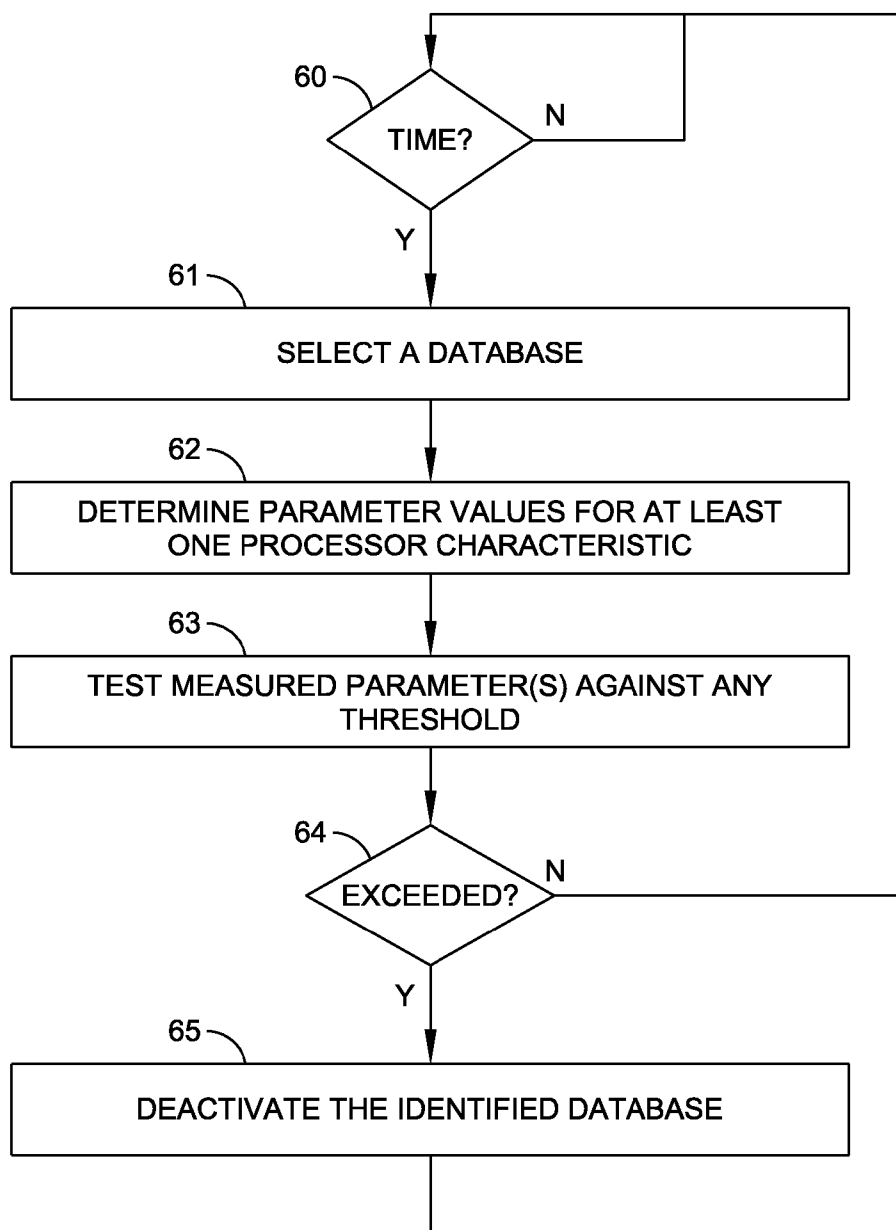 60
TIME?
N
Y
61
SELECT A DATABASE
62
DETERMINE PARAMETER VALUES FOR AT LEAST
ONE PROCESSOR CHARACTERISTIC
63
TEST MEASURED PARAMETER(S) AGAINST ANY
THRESHOLD
64
EXCEEDED?
N
Y
65
DEACTIVATE THE IDENTIFIED DATABASE